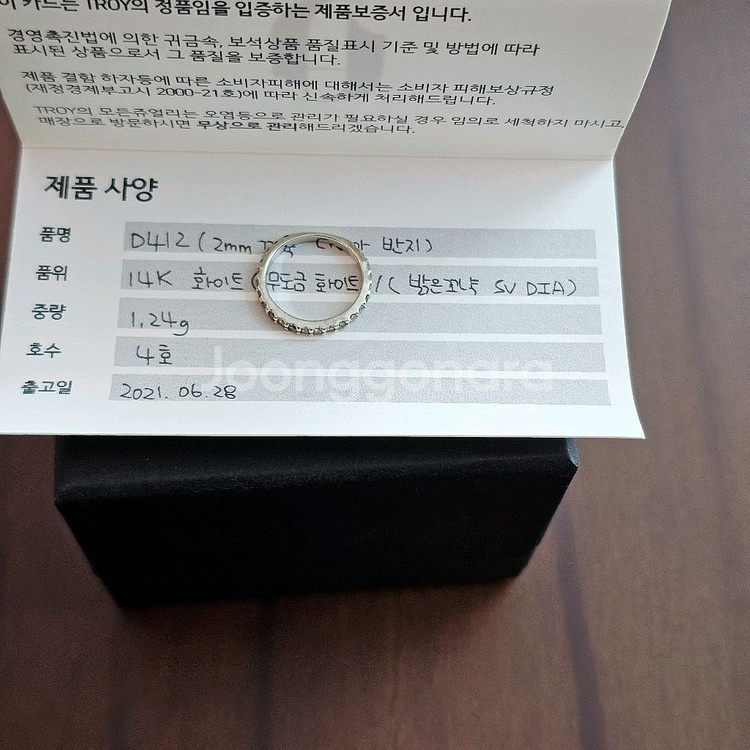 이 카드는 TROY의 정품임을 입증하는 제품보증서 입니다.
경영촉진법에 의한 귀금속, 보석상품 품질표시 기준 및 방법에 따라
표시된 상품으로서 그 품질을 보증합니다.
제품 결함 하자등에 따른 소비자피해에 대해서는 소비자 피해보상규정
(재정경제부고시 2000-21호)에 따라 신속하게 처리해드립니다.
TROY의 모든쥬얼리는 오염등으로 관리가 필요하실 경우 임의로 세척하지 마시고,
매장으로 방문하시면 무상으로 관리해드리겠습니다.
제품 사양
품명 D412 (2mm 반지)
품위 14K 화이트 (무도금 화이트) / ( 밝은꼬냑 SV DIA)
중량 1.24g
호수 4호
출고일 2021. 06. 28
Joonggonara